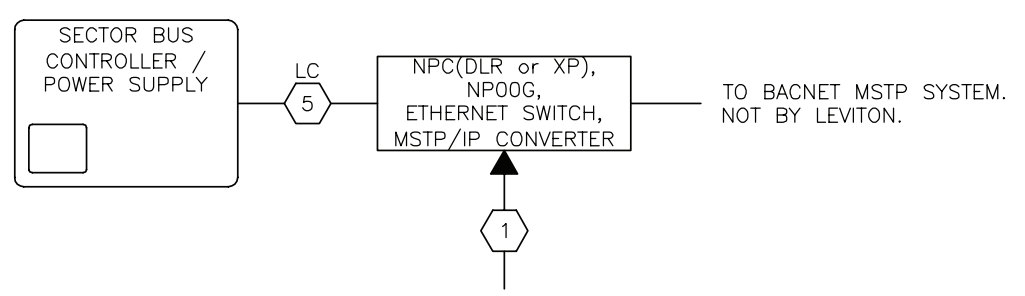 SECTOR BUS
CONTROLLER /
POWER SUPPLY
LC
5
NPC(DLR or XP),
NP00G,
ETHERNET SWITCH,
MSTP/IP CONVERTER
TO BACNET MSTP SYSTEM.
NOT BY LEVITON.
1